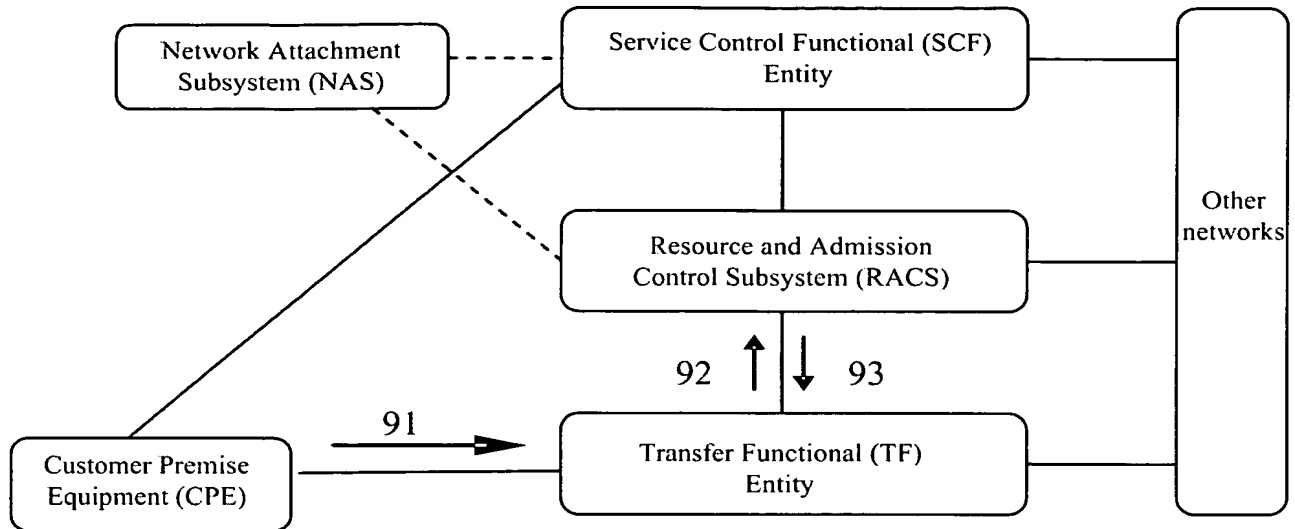 Network Attachment
Subsystem (NAS)
Service Control Functional (SCF)
Entity
Other
networks
Resource and Admission
Control Subsystem (RACS)
92
93
91
Customer Premise
Equipment (CPE)
Transfer Functional (TF)
Entity